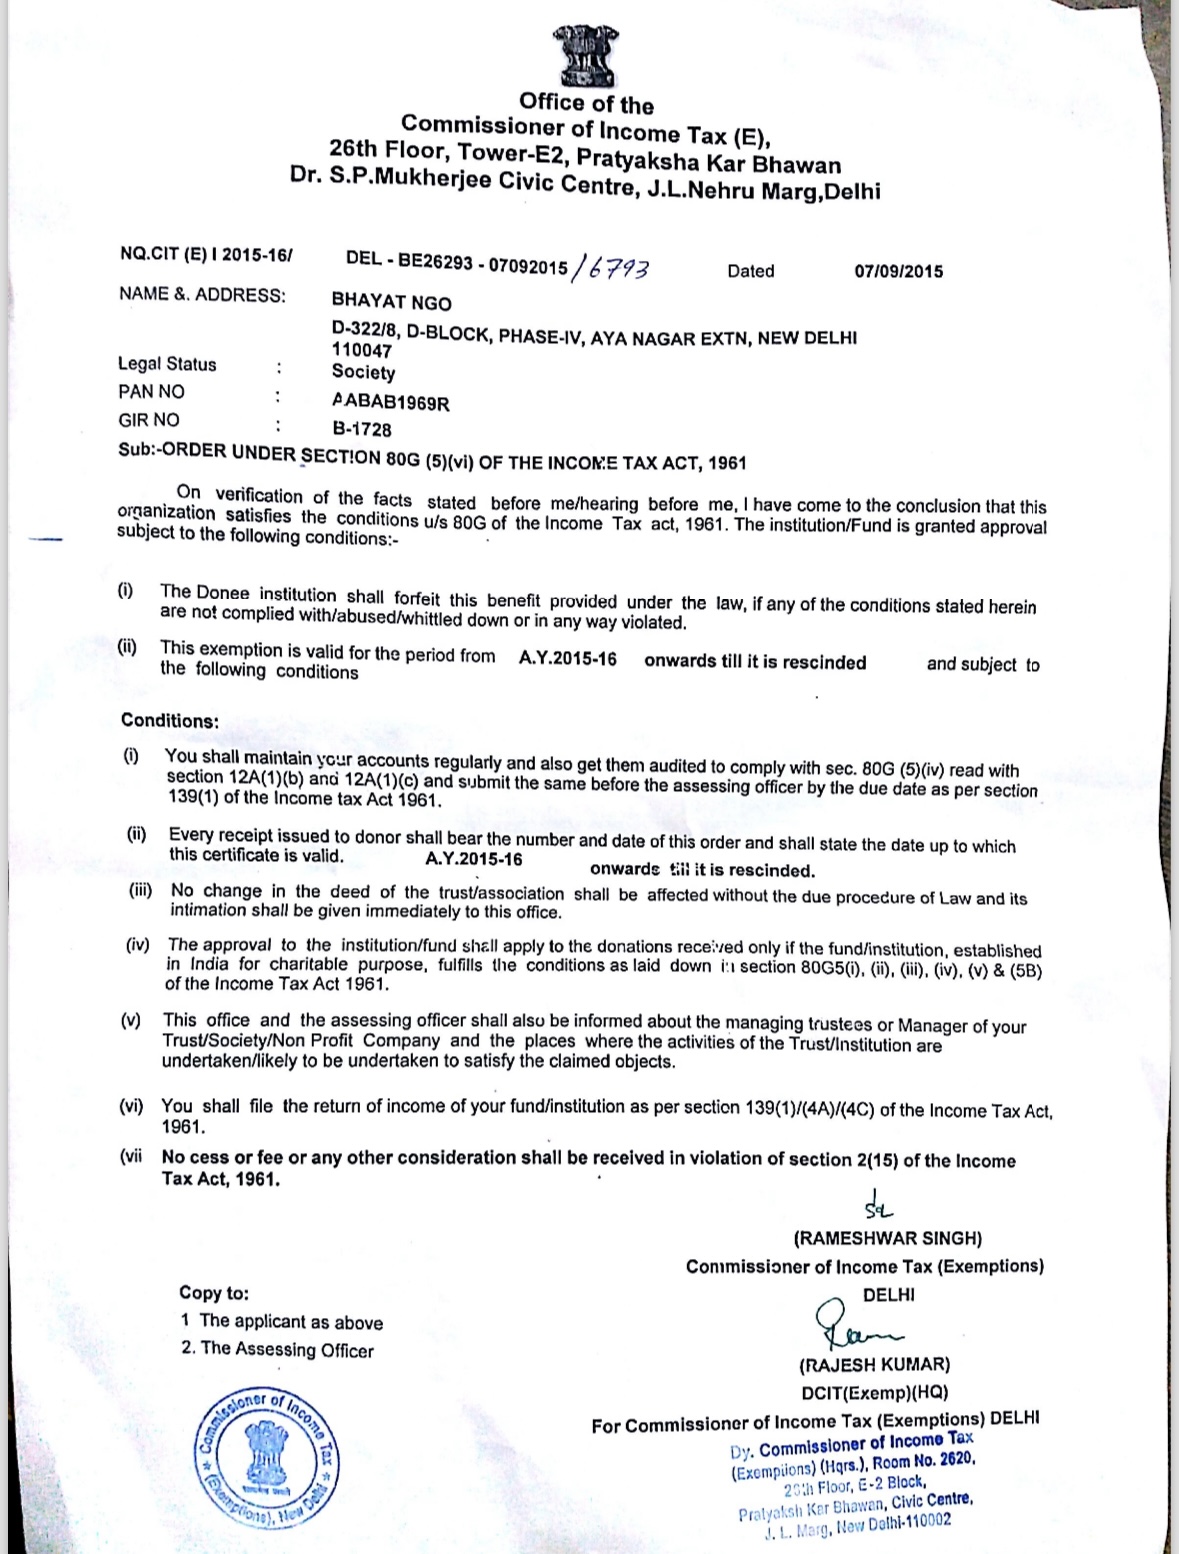 Office of the
Commissioner of Income Tax (E),
26th Floor, Tower-E2, Pratyaksha Kar Bhawan
Dr. S.P.Mukherjee Civic Centre, J.L.Nehru Marg,Delhi
NQ.CIT (E) I 2015-16/ DEL - BE26293 - 07092015 /6793 Dated 07/09/2015
NAME &. ADDRESS: BHAYAT NGO
D-322/8, D-BLOCK, PHASE-IV, AYA NAGAR EXTN, NEW DELHI
110047
Legal Status : Society
PAN NO : AABAB1969R
GIR NO : B-1728
Sub:-ORDER UNDER SECTION 80G (5)(vi) OF THE INCOME TAX ACT, 1961
On verification of the facts stated before me/hearing before me, I have come to the conclusion that this
organization satisfies the conditions u/s 80G of the Income Tax act, 1961. The institution/Fund is granted approval
subject to the following conditions:-
(i) The Donee institution shall forfeit this benefit provided under the law, if any of the conditions stated herein
are not complied with/abused/whittled down or in any way violated.
(ii) This exemption is valid for the period from A.Y.2015-16 onwards till it is rescinded and subject to
the following conditions
Conditions:
(i) You shall maintain your accounts regularly and also get them audited to comply with sec. 80G (5)(iv) read with
section 12A(1)(b) and 12A(1)(c) and submit the same before the assessing officer by the due date as per section
139(1) of the Income tax Act 1961.
(ii) Every receipt issued to donor shall bear the number and date of this order and shall state the date up to which
this certificate is valid. A.Y.2015-16 onwards till it is rescinded.
(iii) No change in the deed of the trust/association shall be affected without the due procedure of Law and its
intimation shall be given immediately to this office.
(iv) The approval to the institution/fund shall apply to the donations received only if the fund/institution, established
in India for charitable purpose, fulfills the conditions as laid down in section 80G5(i), (ii), (iii), (iv), (v) & (5B)
of the Income Tax Act 1961.
(v) This office and the assessing officer shall also be informed about the managing trustees or Manager of your
Trust/Society/Non Profit Company and the places where the activities of the Trust/Institution are
undertaken/likely to be undertaken to satisfy the claimed objects.
(vi) You shall file the return of income of your fund/institution as per section 139(1)/(4A)/(4C) of the Income Tax Act,
1961.
(vii No cess or fee or any other consideration shall be received in violation of section 2(15) of the Income
Tax Act, 1961.
Sd
(RAMESHWAR SINGH)
Commissioner of Income Tax (Exemptions)
DELHI
Copy to:
1 The applicant as above
2. The Assessing Officer
(RAJESH KUMAR)
DCIT(Exemp)(HQ)
For Commissioner of Income Tax (Exemptions) DELHI
Dy. Commissioner of Income Tax
(Exemptions) (Hqrs.), Room No. 2620,
26th Floor, E-2 Block,
Pratyaksh Kar Bhawan, Civic Centre,
J. L. Marg, New Delhi-110002
Commissioner of Income Tax
(Exemptions), New Delhi